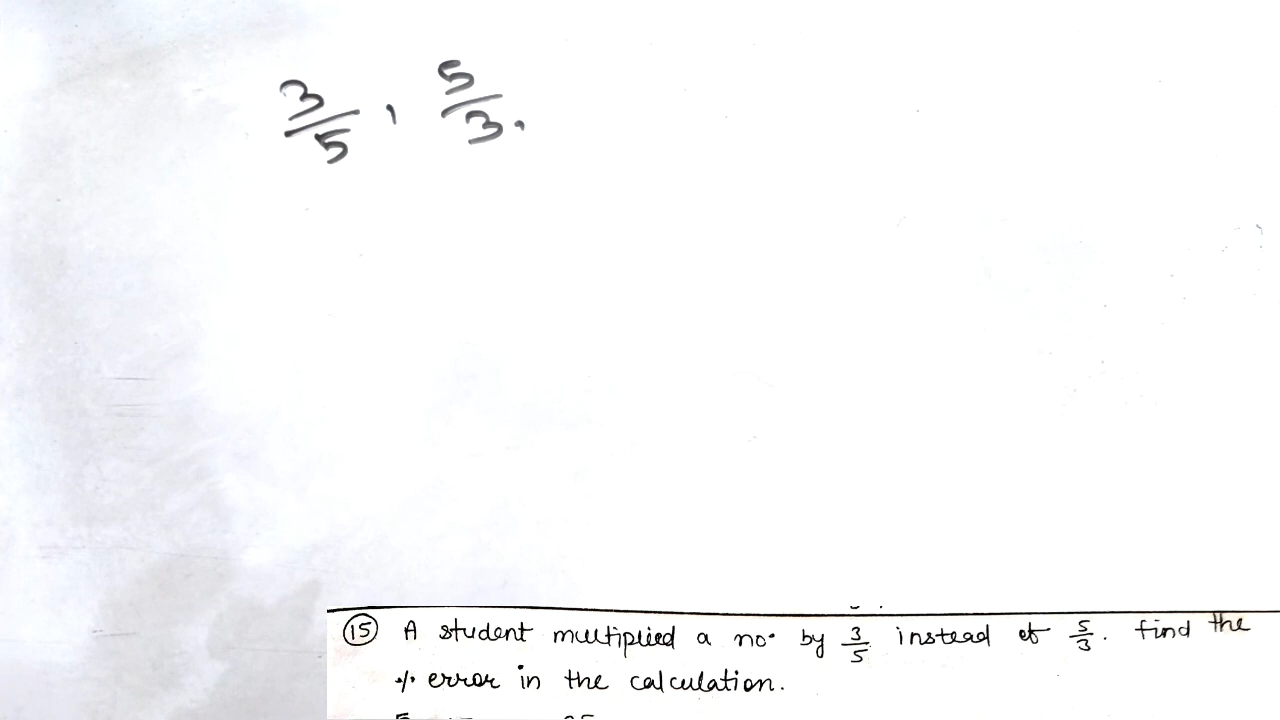 3/5 , 5/3.
15 A student multiplied a no. by 3/5 instead of 5/3. find the
% error in the calculation.